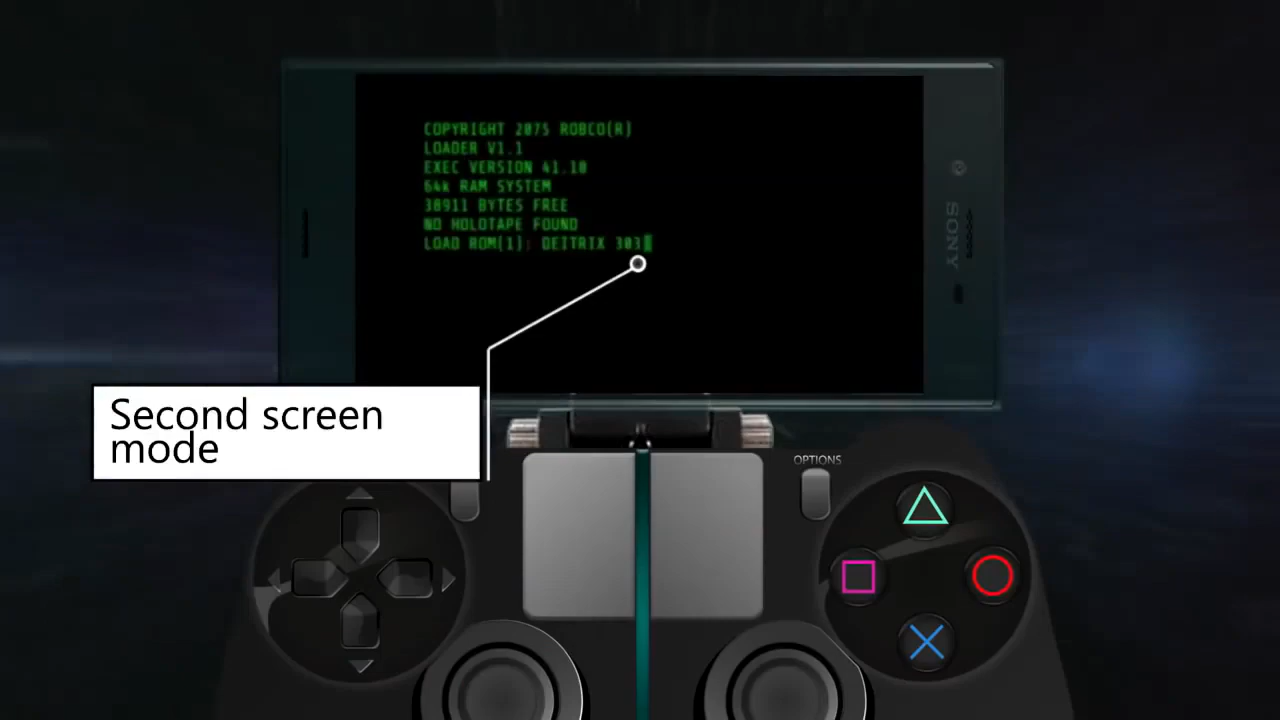 COPYRIGHT 2075 ROBCO(R)
LOADER V1.1
EXEC VERSION 41.10
64k RAM SYSTEM
38911 BYTES FREE
NO HOLOTAPE FOUND
LOAD ROM(1): DEITRIX 303
SONY
Second screen
mode
OPTIONS